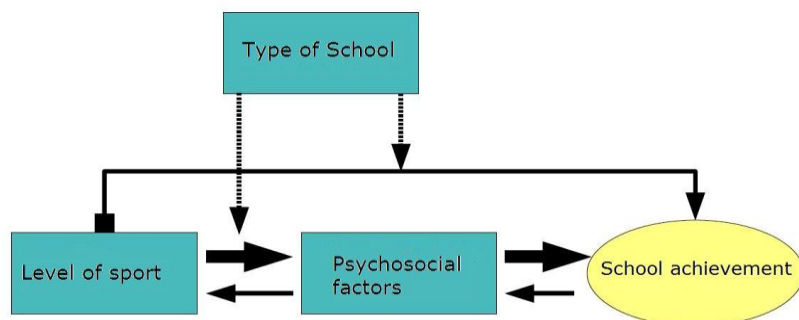 Type of School
Level of sport
Psychosocial
factors
School achievement